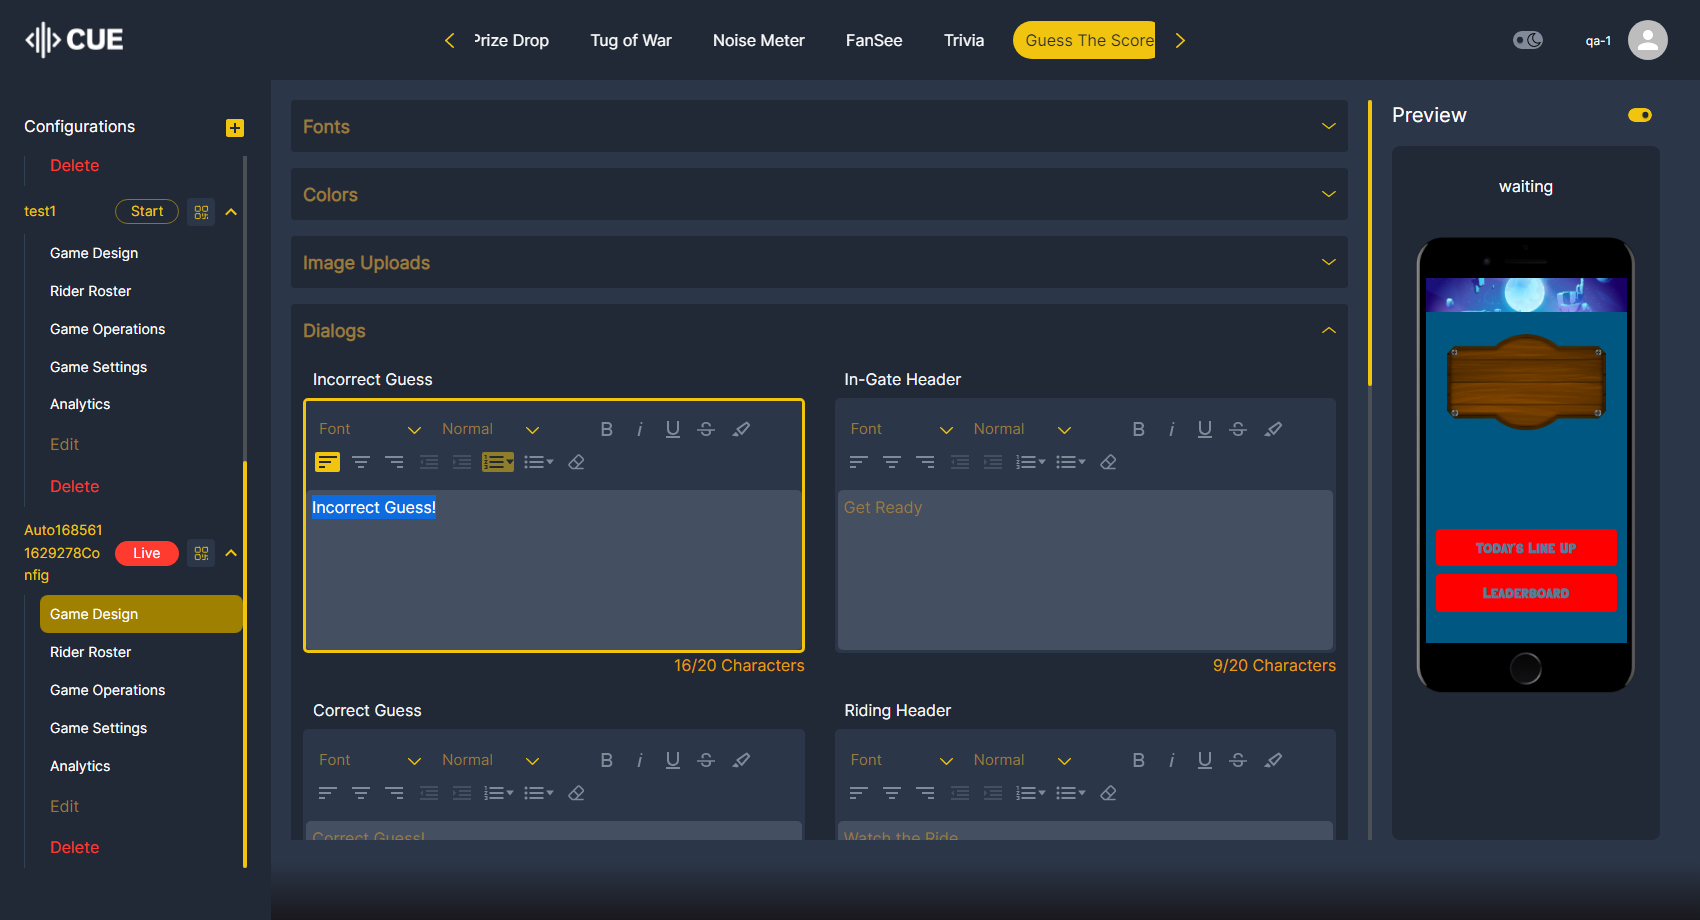 CUE
Prize Drop
Tug of War
Noise Meter
FanSee
Trivia
Guess The Score
qa-1
Configurations
Delete
test1
Start
Game Design
Rider Roster
Game Operations
Game Settings
Analytics
Edit
Delete
Auto168561
1629278Co
nfig
Live
Game Design
Rider Roster
Game Operations
Game Settings
Analytics
Edit
Delete
Fonts
Colors
Image Uploads
Dialogs
Incorrect Guess
Font
Normal
B
i
U
S
Incorrect Guess!
16/20 Characters
In-Gate Header
Font
Normal
B
i
U
S
Get Ready
9/20 Characters
Correct Guess
Font
Normal
B
i
U
S
Correct Guess!
Riding Header
Font
Normal
B
i
U
S
Watch the Ride
Preview
waiting
Today's Line Up
Leaderboard